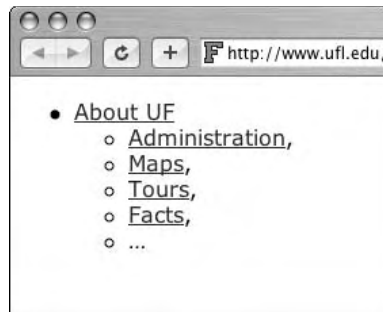 F http://www.ufl.edu,
About UF
Administration,
Maps,
Tours,
Facts,
...